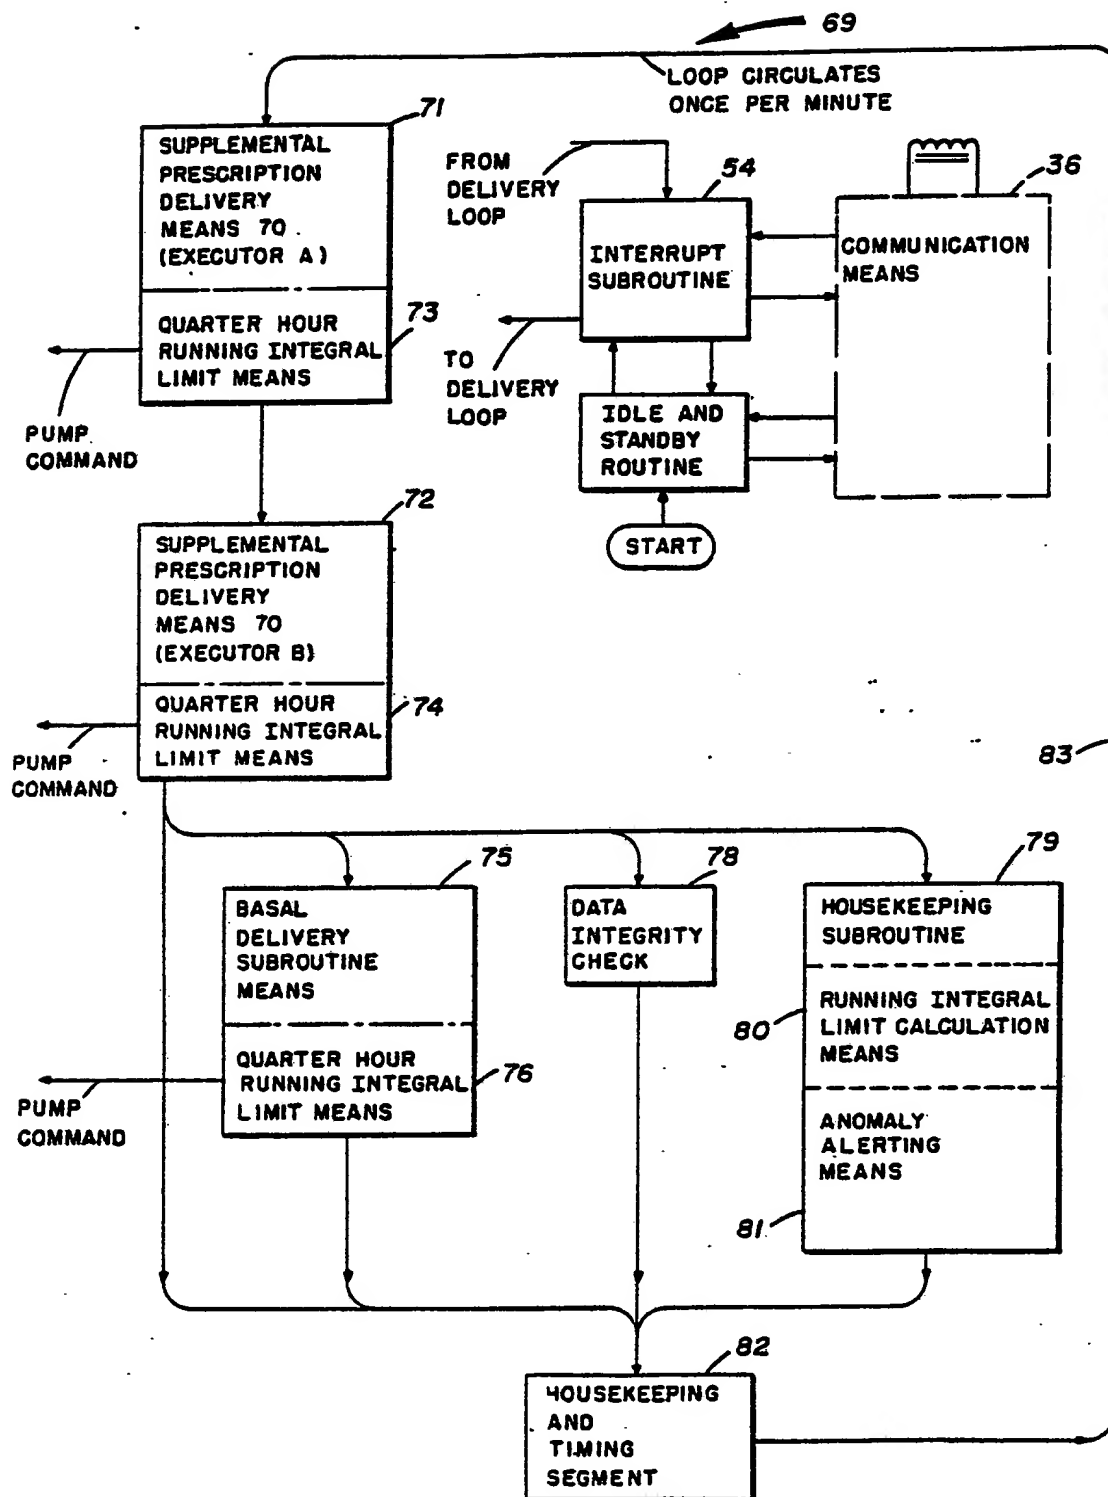 69
LOOP CIRCULATES
ONCE PER MINUTE
71
SUPPLEMENTAL
PRESCRIPTION
DELIVERY
MEANS 70
(EXECUTOR A)
73
QUARTER HOUR
RUNNING INTEGRAL
LIMIT MEANS
PUMP
COMMAND
FROM
DELIVERY
LOOP
54
INTERRUPT
SUBROUTINE
36
COMMUNICATION
MEANS
TO
DELIVERY
LOOP
IDLE AND
STANDBY
ROUTINE
START
72
SUPPLEMENTAL
PRESCRIPTION
DELIVERY
MEANS 70
(EXECUTOR B)
74
QUARTER HOUR
RUNNING INTEGRAL
LIMIT MEANS
PUMP
COMMAND
83
75
BASAL
DELIVERY
SUBROUTINE
MEANS
76
QUARTER HOUR
RUNNING INTEGRAL
LIMIT MEANS
PUMP
COMMAND
78
DATA
INTEGRITY
CHECK
79
HOUSEKEEPING
SUBROUTINE
80
RUNNING INTEGRAL
LIMIT CALCULATION
MEANS
ANOMALY
ALERTING
MEANS
81
82
HOUSEKEEPING
AND
TIMING
SEGMENT